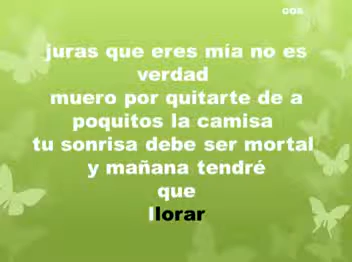 cos
juras que eres mía no es
verdad
muero por quitarte de a
poquitos la camisa
tu sonrisa debe ser mortal
y mañana tendré
que
llorar